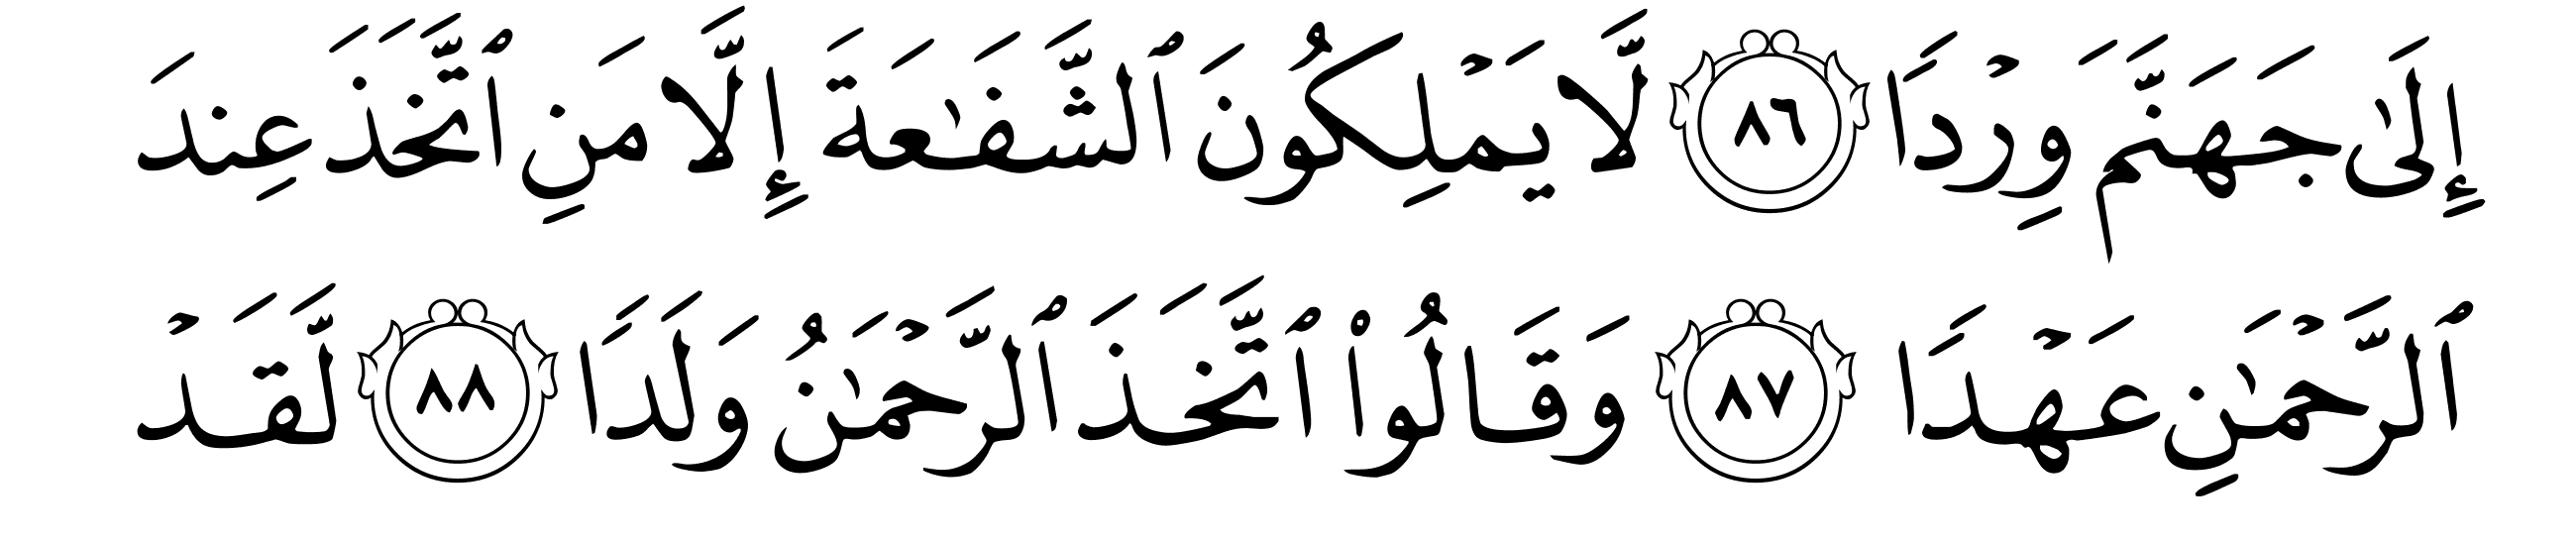 إِلَىٰ جَهَنَّمَ وِرْدًا ٨٦ لَّا يَمْلِكُونَ ٱلشَّفَـٰعَةَ إِلَّا مَنِ ٱتَّخَذَ عِندَ
ٱلرَّحْمَـٰنِ عَهْدًا ٨٧ وَقَالُوا۟ ٱتَّخَذَ ٱلرَّحْمَـٰنُ وَلَدًا ٨٨ لَّقَدْ